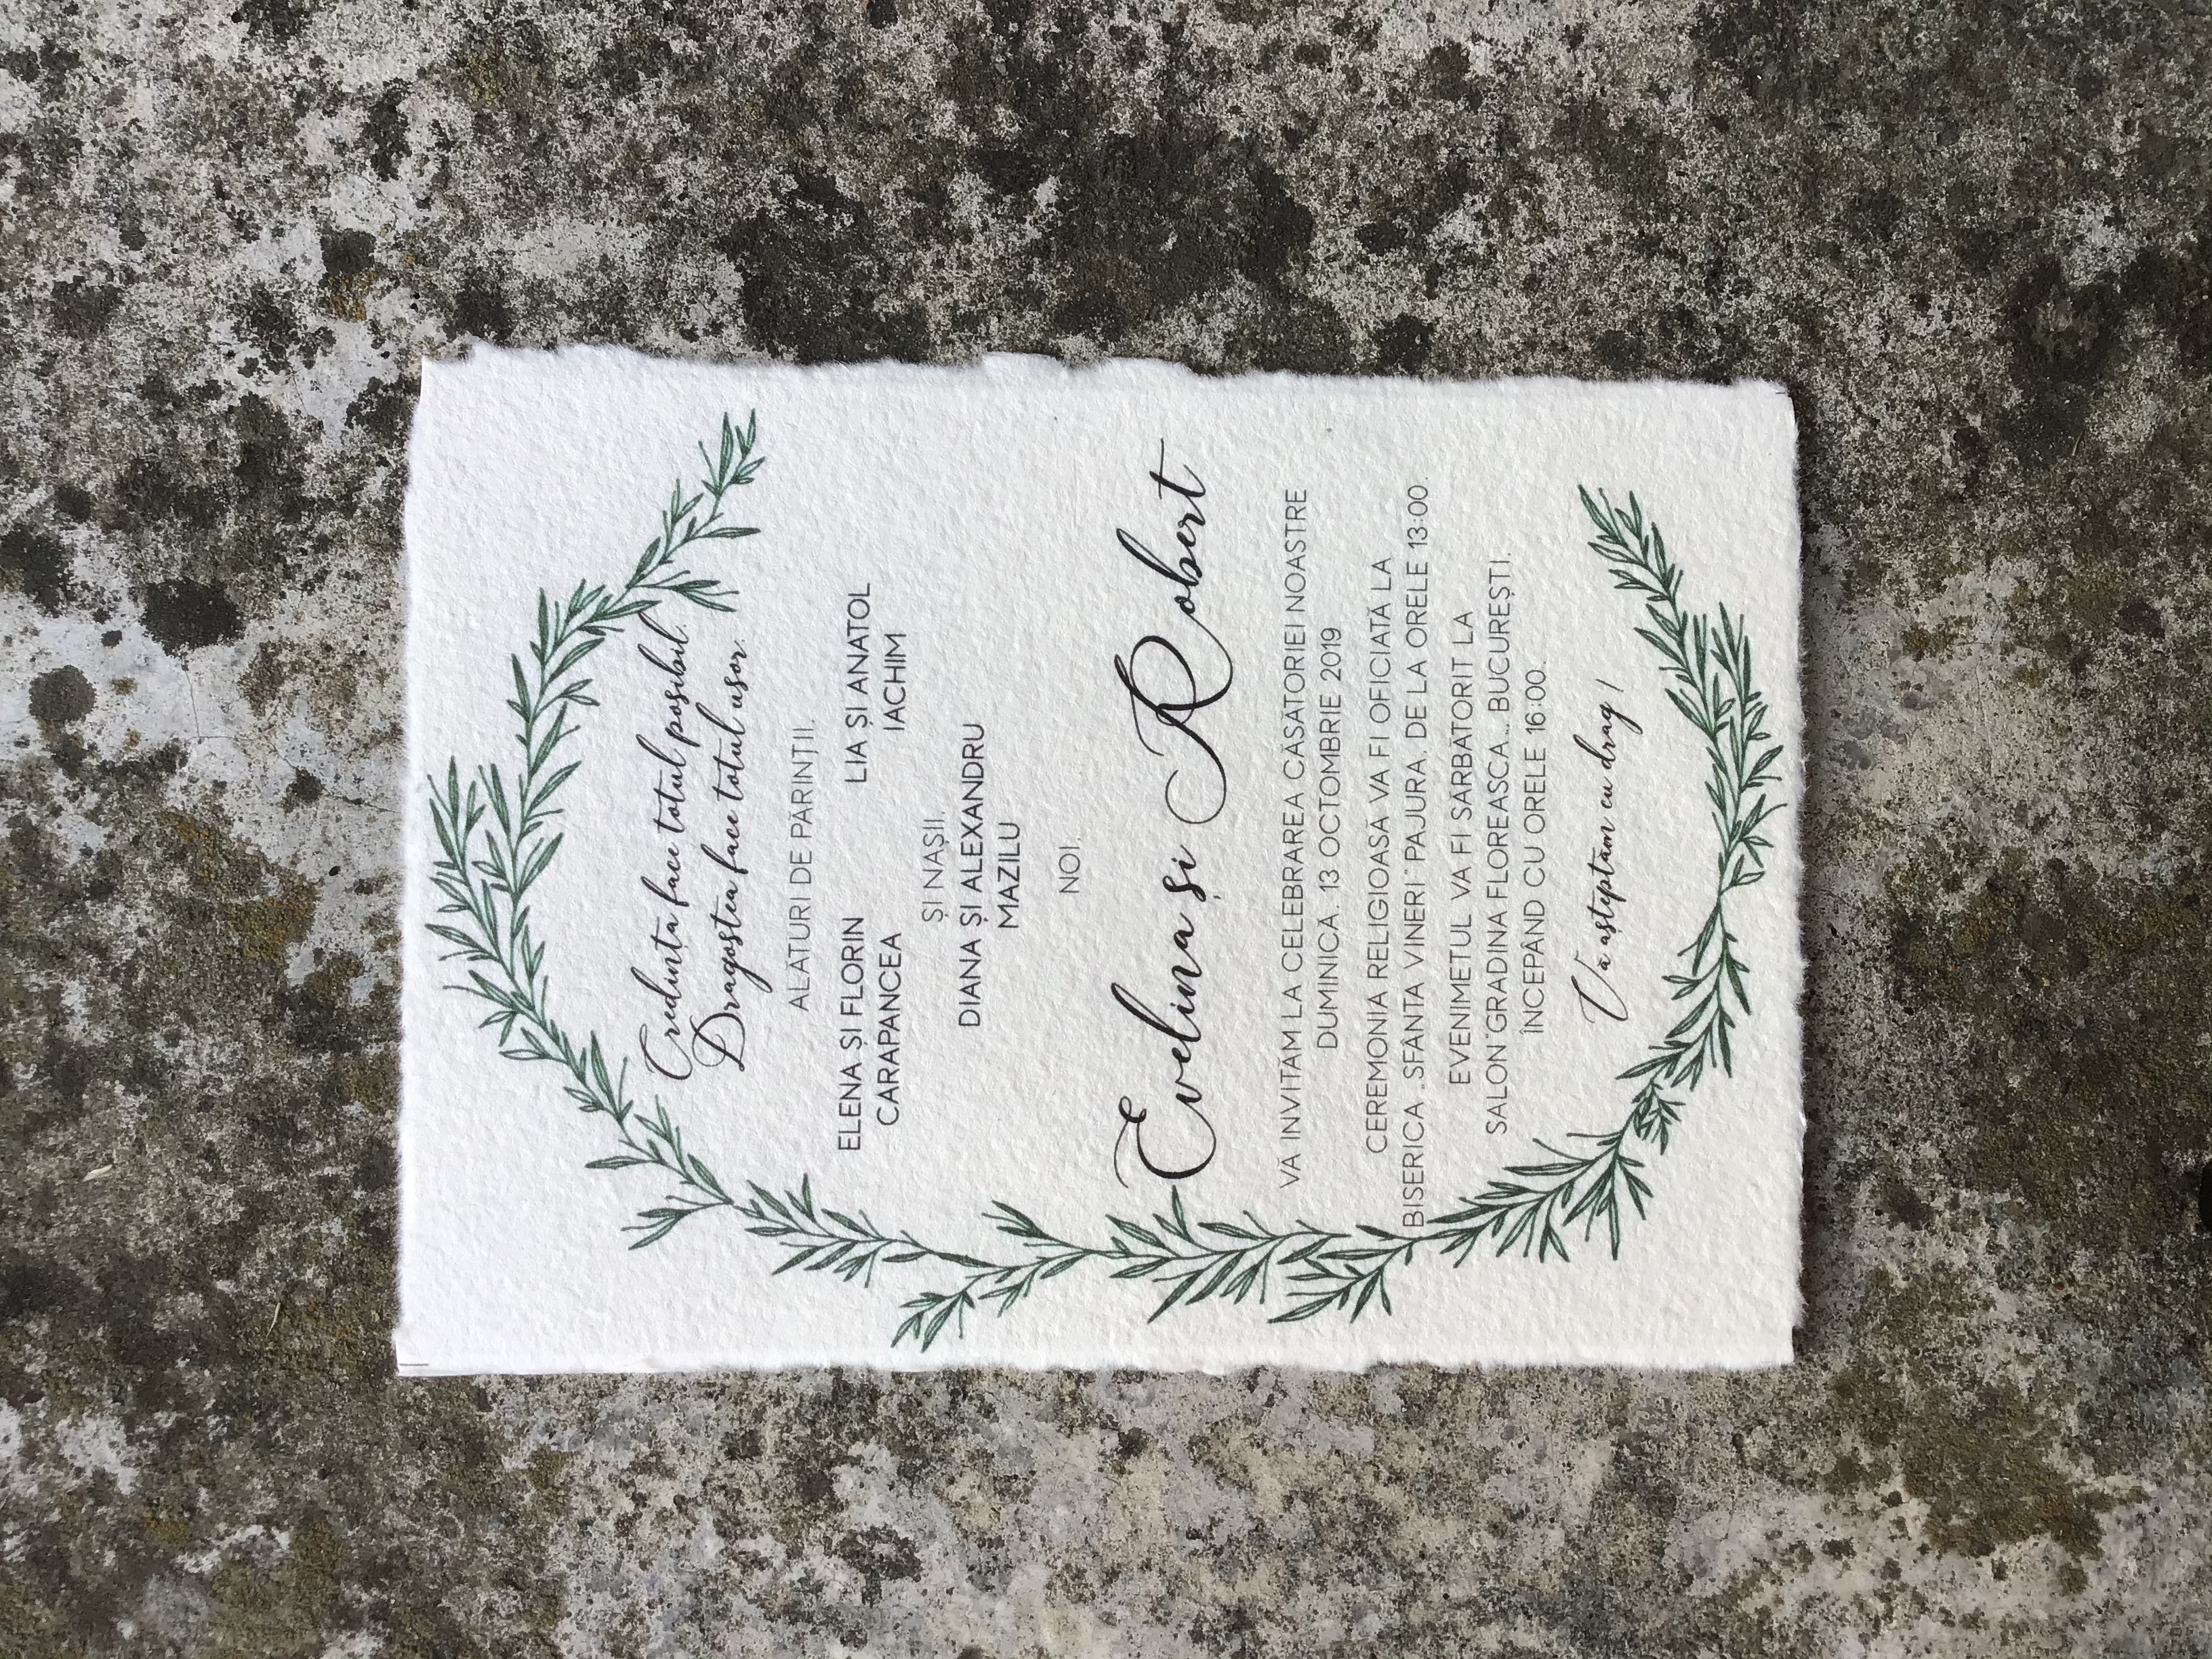 Credința face totul posibil.
Dragostea face totul usor.
ALĂTURI DE PĂRINȚII,
ELENA ȘI FLORIN LIA ȘI ANATOL
CARAPANCEA IACHIM
ȘI NAȘII,
DIANA ȘI ALEXANDRU
MAZILU
NOI,
Evelina și Robert
VĂ INVITĂM LA CELEBRAREA CĂSĂTORIEI NOASTRE
DUMINICĂ, 13 OCTOMBRIE 2019
CEREMONIA RELIGIOASĂ VA FI OFICIATĂ LA
BISERICA „SFÂNTA VINERI” PAJURA, DE LA ORELE 13:00.
EVENIMETUL VA FI SĂRBĂTORIT LA
SALON”GRADINA FLOREASCA„, BUCUREȘTI,
ÎNCEPÂND CU ORELE 16:00.
Vă așteptăm cu drag !